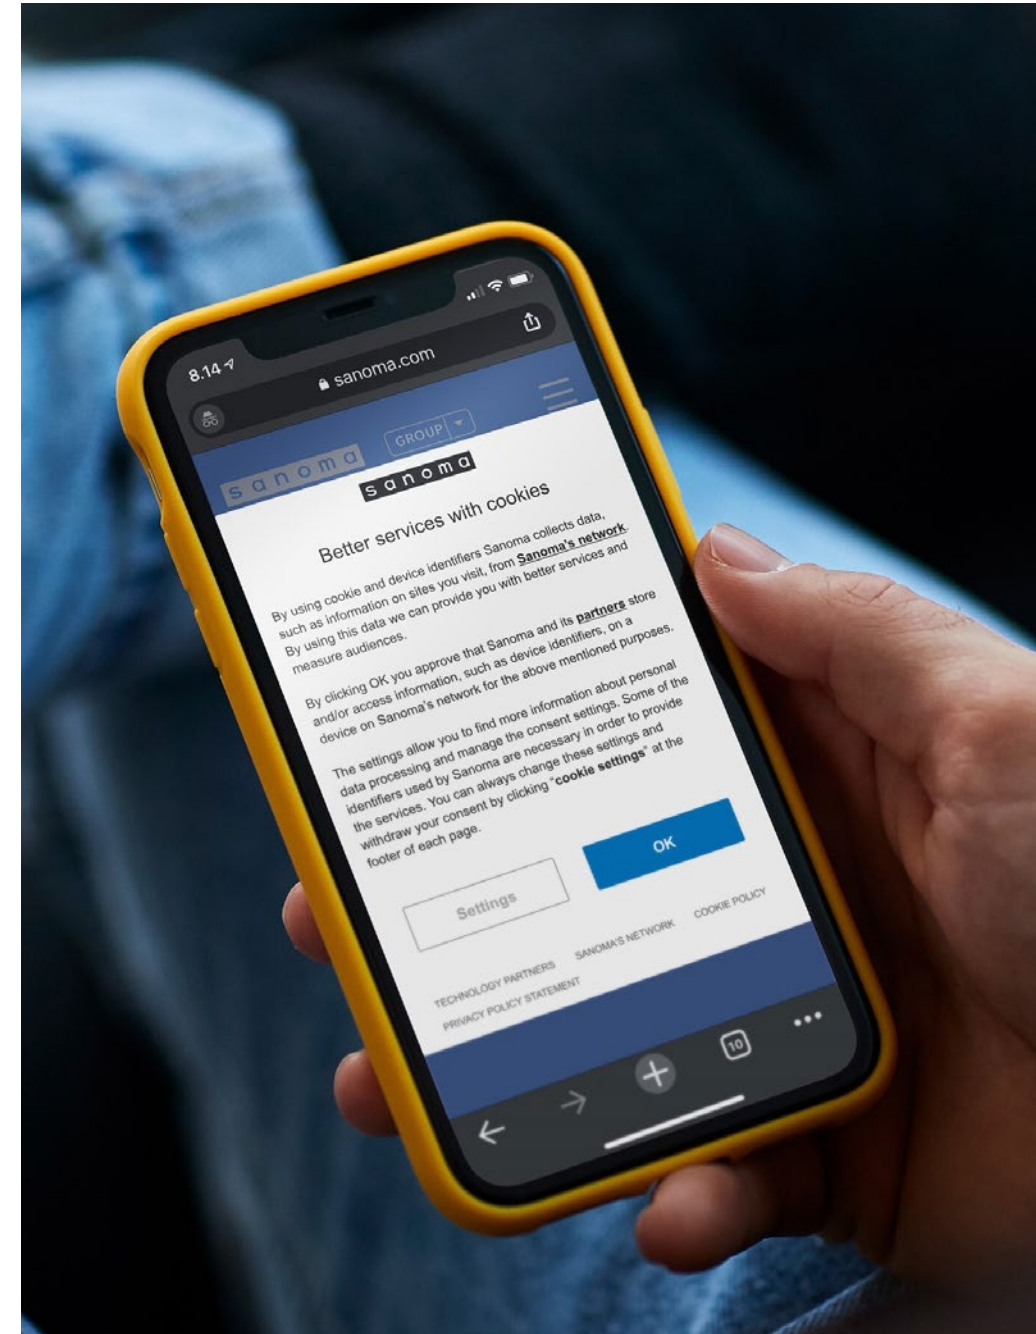 8.14
sanoma.com
sanoma
GROUP
sanoma
Better services with cookies
By using cookie and device identifiers Sanoma collects data,
such as information on sites you visit, from Sanoma's network.
By using this data we can provide you with better services and
measure audiences.
By clicking OK you approve that Sanoma and its partners store
and/or access information, such as device identifiers, on a
device on Sanoma's network for the above mentioned purposes.
The settings allow you to find more information about personal
data processing and manage the consent settings. Some of the
identifiers used by Sanoma are necessary in order to provide
the services. You can always change these settings and
withdraw your consent by clicking "cookie settings" at the
footer of each page.
Settings
OK
TECHNOLOGY PARTNERS SANOMA'S NETWORK COOKIE POLICY
PRIVACY POLICY STATEMENT
10